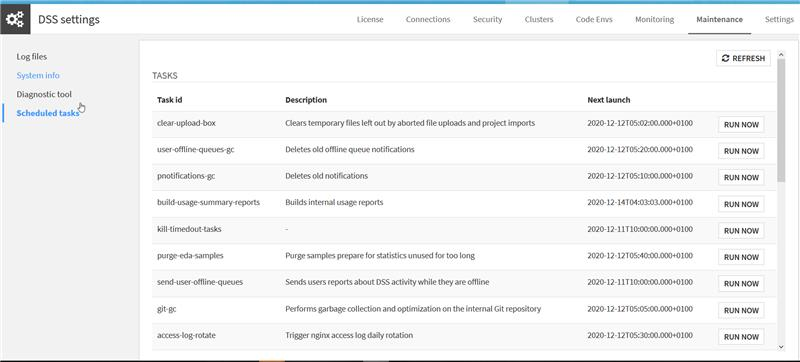 DSS settings
License Connections Security Clusters Code Envs Monitoring Maintenance Settings
Log files
System info
Diagnostic tool
Scheduled tasks
REFRESH
TASKS
Task id Description Next launch
clear-upload-box Clears temporary files left out by aborted file uploads and project imports 2020-12-12T05:02:00.000+0100 RUN NOW
user-offline-queues-gc Deletes old offline queue notifications 2020-12-12T05:20:00.000+0100 RUN NOW
pnotifications-gc Deletes old notifications 2020-12-12T05:10:00.000+0100 RUN NOW
build-usage-summary-reports Builds internal usage reports 2020-12-14T04:03:03.000+0100 RUN NOW
kill-timedout-tasks - 2020-12-11T10:00:00.000+0100 RUN NOW
purge-eda-samples Purge samples prepare for statistics unused for too long 2020-12-12T05:40:00.000+0100 RUN NOW
send-user-offline-queues Sends users reports about DSS activity while they are offline 2020-12-11T10:00:00.000+0100 RUN NOW
git-gc Performs garbage collection and optimization on the internal Git repository 2020-12-12T05:05:00.000+0100 RUN NOW
access-log-rotate Trigger nginx access log daily rotation 2020-12-12T05:30:00.000+0100 RUN NOW